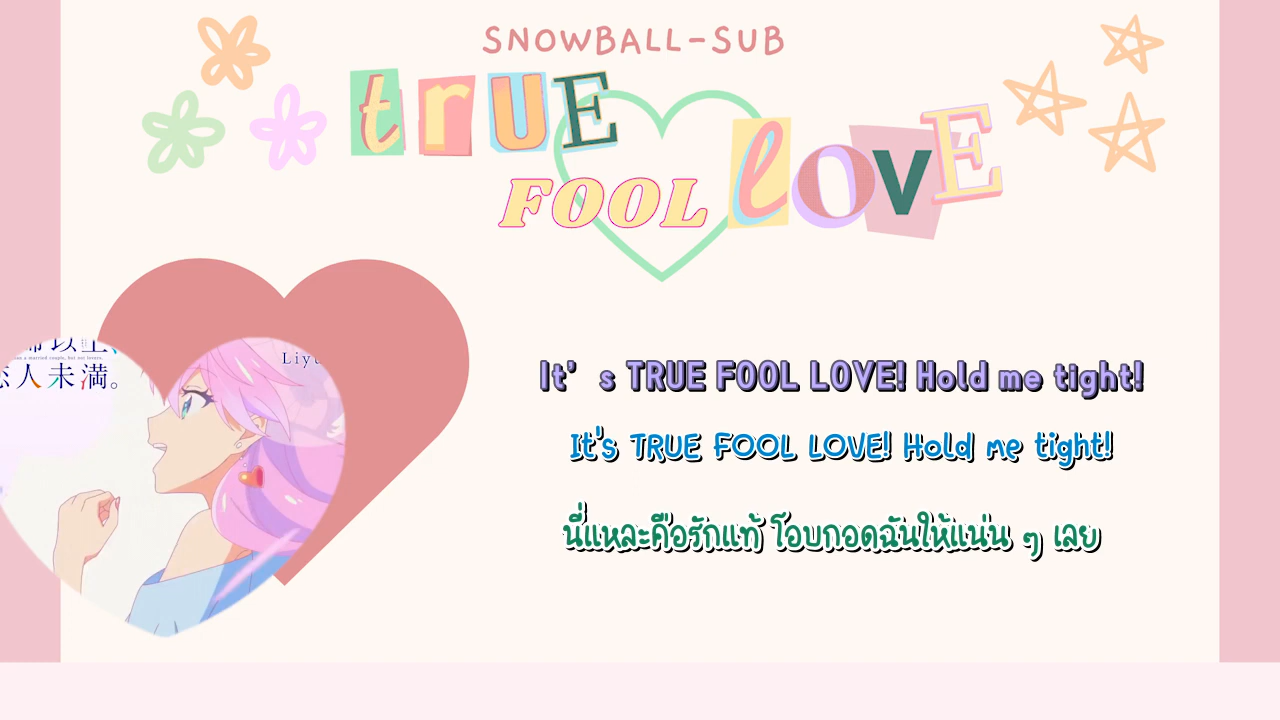 SNOWBALL-SUB
trUE
FOOL lOvE
人未満。
Liyu
It’s TRUE FOOL LOVE! Hold me tight!
It's TRUE FOOL LOVE! Hold me tight!
นี่แหละคือรักแท้ โอบกอดฉันให้แน่น ๆ เลย